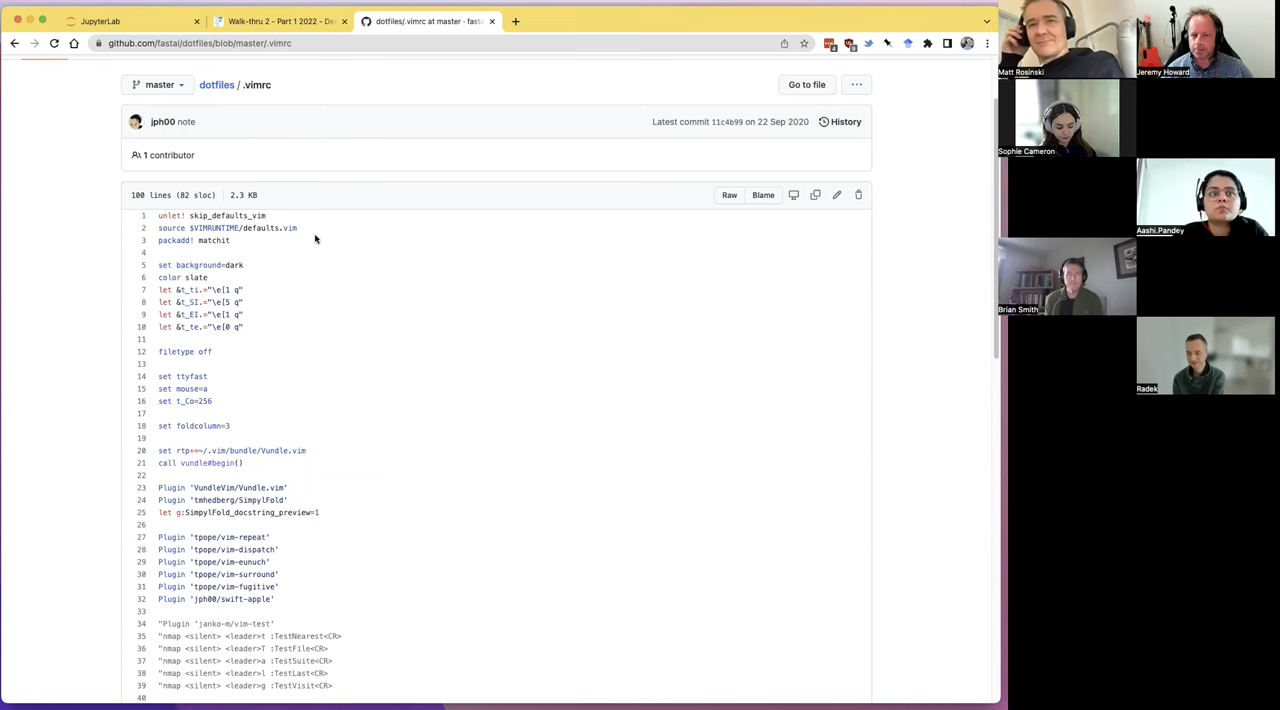 JupyterLab
Walk-thru 2 - Part 1 2022 - De
dotfiles/.vimrc at master · fasta
github.com/fastai/dotfiles/blob/master/.vimrc
master
dotfiles / .vimrc
Go to file
jph00 note
Latest commit 11c4b99 on 22 Sep 2020
History
1 contributor
100 lines (82 sloc)
2.3 KB
Raw
Blame
1 unlet! skip_defaults_vim
2 source $VIMRUNTIME/defaults.vim
3 packadd! matchit
4
5 set background=dark
6 color slate
7 let &t_ti.="\e[1 q"
8 let &t_SI.="\e[5 q"
9 let &t_EI.="\e[1 q"
10 let &t_te.="\e[0 q"
11
12 filetype off
13
14 set ttyfast
15 set mouse=a
16 set t_Co=256
17
18 set foldcolumn=3
19
20 set rtp+=~/.vim/bundle/Vundle.vim
21 call vundle#begin()
22
23 Plugin 'VundleVim/Vundle.vim'
24 Plugin 'tmhedberg/SimpylFold'
25 let g:SimpylFold_docstring_preview=1
26
27 Plugin 'tpope/vim-repeat'
28 Plugin 'tpope/vim-dispatch'
29 Plugin 'tpope/vim-eunuch'
30 Plugin 'tpope/vim-surround'
31 Plugin 'tpope/vim-fugitive'
32 Plugin 'jph00/swift-apple'
33
34 "Plugin 'janko-m/vim-test'
35 "nmap <silent> <leader>t :TestNearest<CR>
36 "nmap <silent> <leader>T :TestFile<CR>
37 "nmap <silent> <leader>a :TestSuite<CR>
38 "nmap <silent> <leader>l :TestLast<CR>
39 "nmap <silent> <leader>g :TestVisit<CR>
40
Matt Rosinski
Jeremy Howard
Sophie Cameron
Aashi.Pandey
Brian Smith
Radek